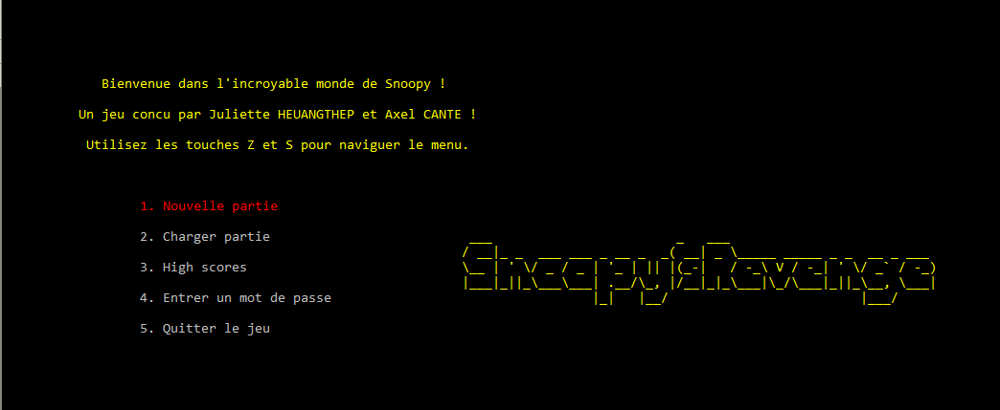 Bienvenue dans l'incroyable monde de Snoopy !
Un jeu concu par Juliette HEUANGTHEP et Axel CANTE !
Utilisez les touches Z et S pour naviguer le menu.
1. Nouvelle partie
2. Charger partie
3. High scores
4. Entrer un mot de passe
5. Quitter le jeu
Snoopy's Revenge